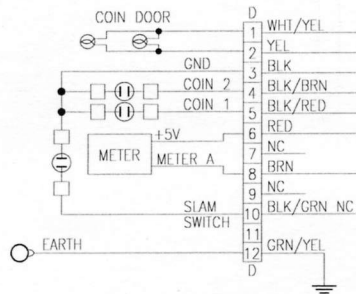 COIN DOOR
D
1 WHT/YEL
2 YEL
GND 3 BLK
COIN 2 4 BLK/BRN
COIN 1 5 BLK/RED
+5V 6 RED
METER
7 NC
METER A 8 BRN
9 NC
SLAM SWITCH 10 BLK/GRN NC
11
EARTH 12 GRN/YEL
D